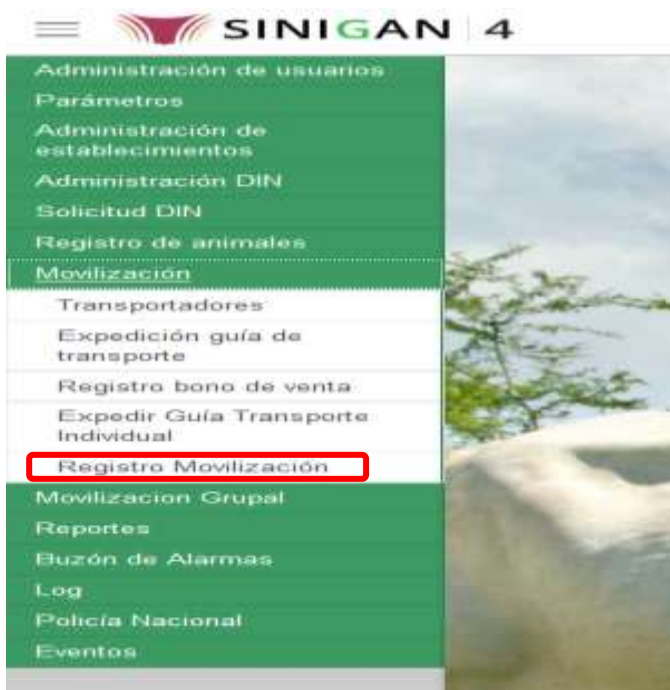 SINIGAN 4
Administración de usuarios
Parámetros
Administración de
establecimientos
Administración DIN
Solicitud DIN
Registro de animales
Movilización
Transportadores
Expedición guía de
transporte
Registro bono de venta
Expedir Guía Transporte
Individual
Registro Movilización
Movilizacion Grupal
Reportes
Buzón de Alarmas
Log
Policía Nacional
Eventos